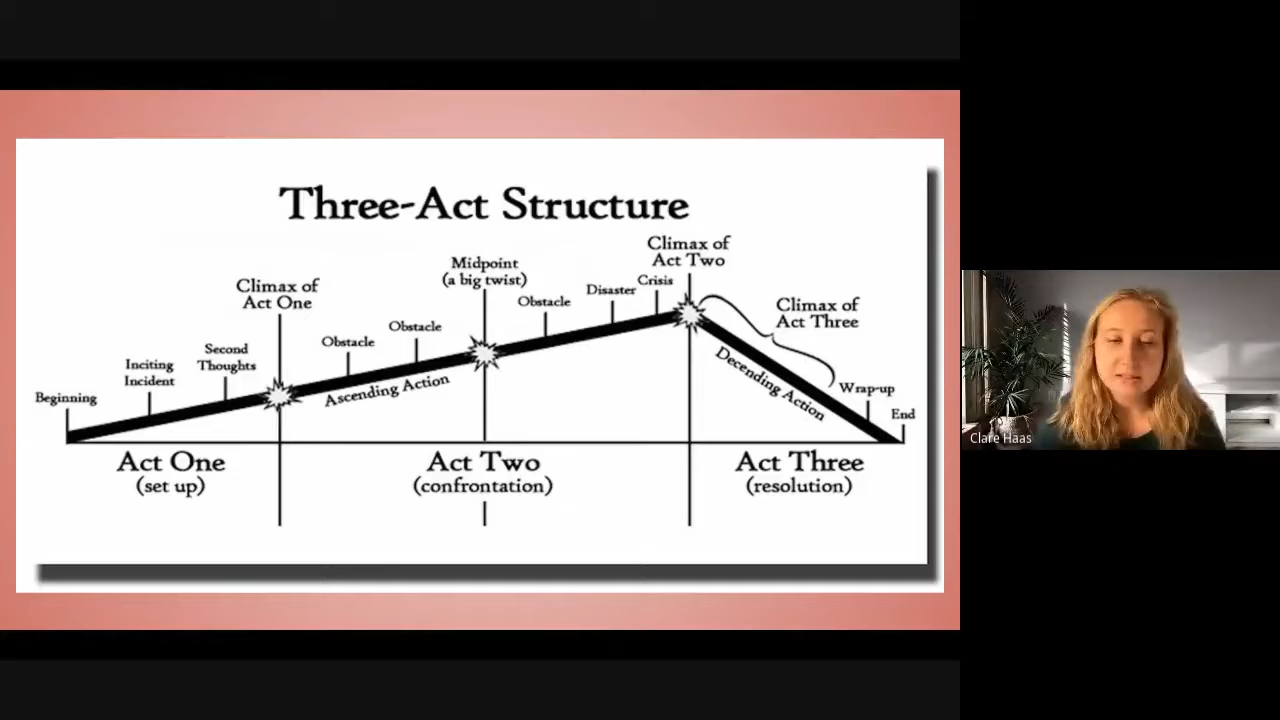 Three-Act Structure
Climax of
Act Two
Midpoint
(a big twist)
Crisis
Climax of
Act One
Disaster
Obstacle
Climax of
Act Three
Obstacle
Obstacle
Second
Thoughts
Inciting
Incident
Beginning
Ascending Action
Decending Action
Wrap-up
End
Act One
(set up)
Act Two
(confrontation)
Act Three
(resolution)
Clare Haas